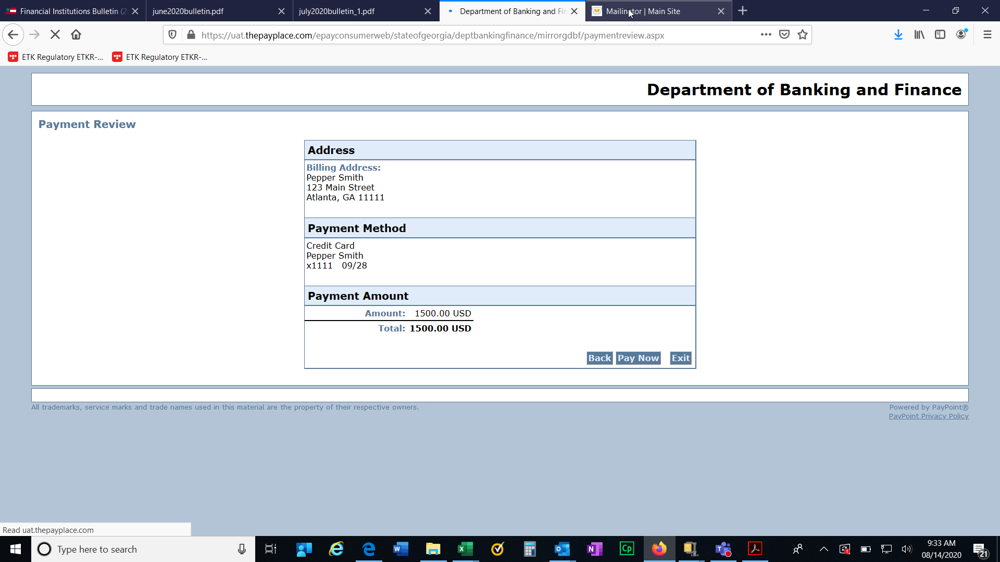 Financial Institutions Bulletin (2
june2020bulletin.pdf
july2020bulletin_1.pdf
Department of Banking and Fin
Mailinator | Main Site
https://uat.thepayplace.com/epayconsumerweb/stateofgeorgia/deptbankingfinance/mirrorgdbf/paymentreview.aspx
ETK Regulatory ETKR-...
ETK Regulatory ETKR-...
Department of Banking and Finance
Payment Review
Address
Billing Address:
Pepper Smith
123 Main Street
Atlanta, GA 11111
Payment Method
Credit Card
Pepper Smith
x1111 09/28
Payment Amount
Amount: 1500.00 USD
Total: 1500.00 USD
Back Pay Now Exit
All trademarks, service marks and trade names used in this material are the property of their respective owners.
Powered by PayPoint®
PayPoint Privacy Policy
Read uat.thepayplace.com
Type here to search
9:33 AM
08/14/2020
21